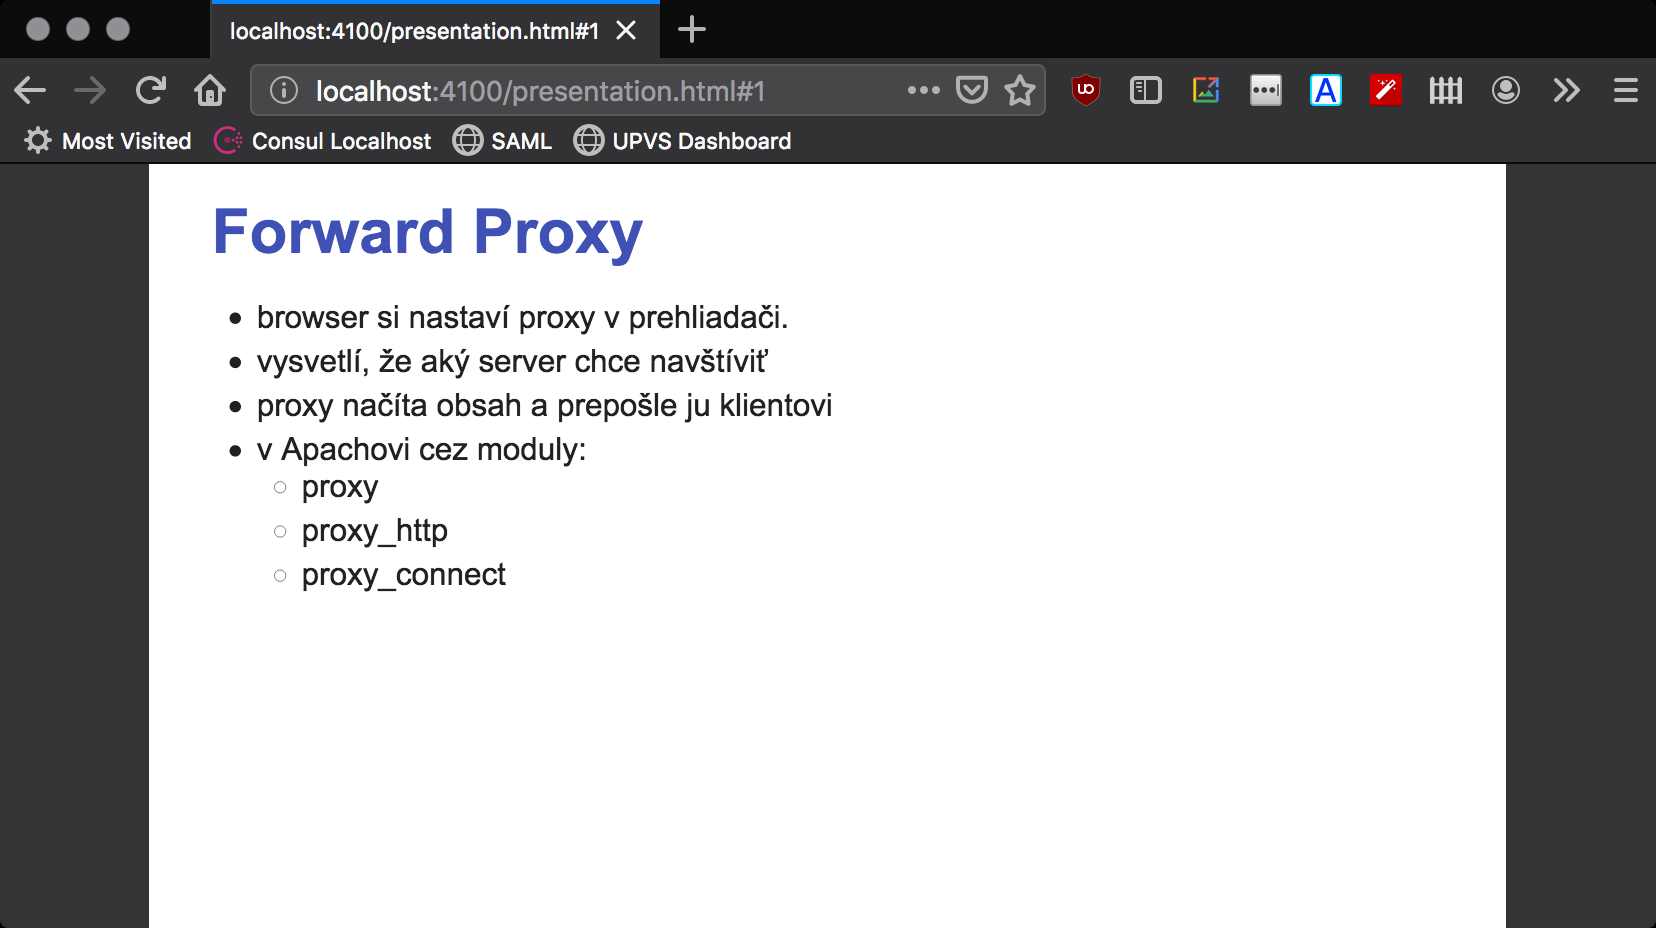 localhost:4100/presentation.html#1
localhost:4100/presentation.html#1
UO
A
Most Visited
Consul Localhost
SAML
UPVS Dashboard
Forward Proxy
browser si nastaví proxy v prehliadači.
vysvetlí, že aký server chce navštíviť
proxy načíta obsah a prepošle ju klientovi
v Apachovi cez moduly:
proxy
proxy_http
proxy_connect